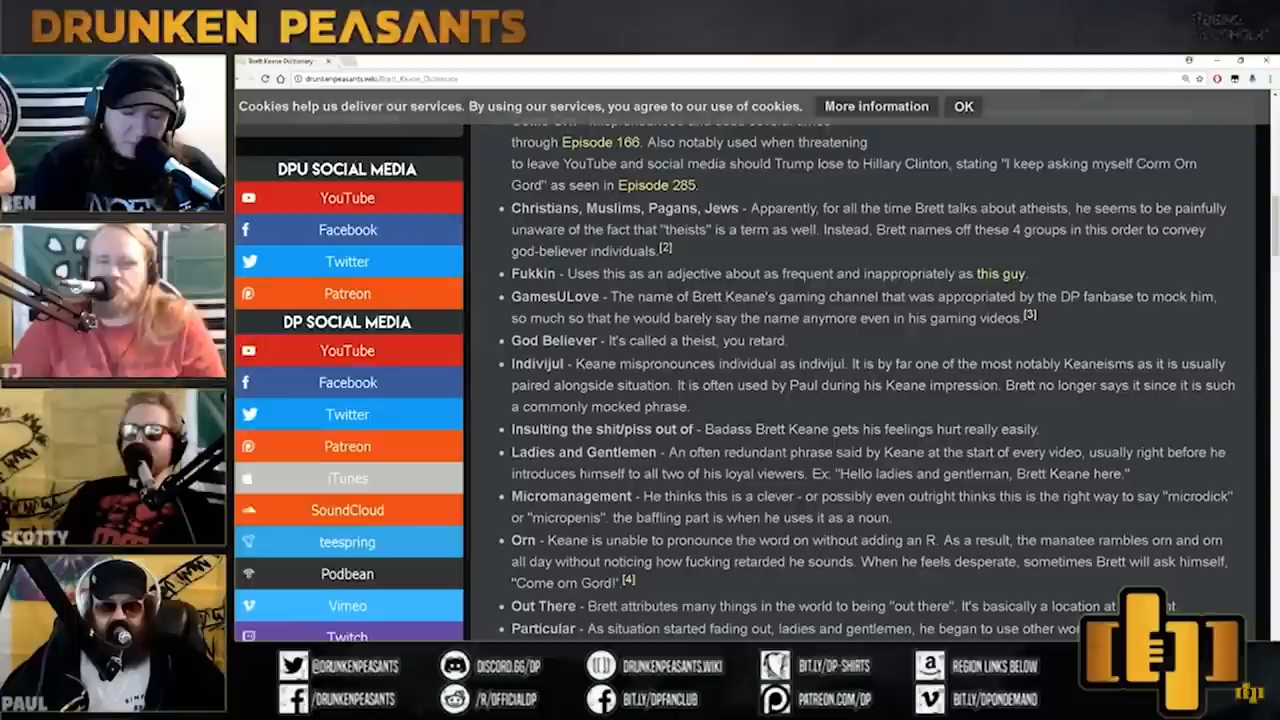 DRUNKEN PEASANTS
Brett Keane Dictionary
drunkenpeasants.wiki/Brett_Keane_Dictionary
Cookies help us deliver our services. By using our services, you agree to our use of cookies. More information OK
through Episode 166. Also notably used when threatening
to leave YouTube and social media should Trump lose to Hillary Clinton, stating "I keep asking myself Corm Orn
Gord" as seen in Episode 285.
• Christians, Muslims, Pagans, Jews - Apparently, for all the time Brett talks about atheists, he seems to be painfully
unaware of the fact that "theists" is a term as well. Instead, Brett names off these 4 groups in this order to convey
god-believer individuals.[2]
• Fukkin - Uses this as an adjective about as frequent and inappropriately as this guy.
• GamesULove - The name of Brett Keane's gaming channel that was appropriated by the DP fanbase to mock him,
so much so that he would barely say the name anymore even in his gaming videos.[3]
• God Believer - It's called a theist, you retard.
• Indivijul - Keane mispronounces individual as indivijul. It is by far one of the most notably Keaneisms as it is usually
paired alongside situation. It is often used by Paul during his Keane impression. Brett no longer says it since it is such
a commonly mocked phrase.
• Insulting the shit/piss out of - Badass Brett Keane gets his feelings hurt really easily.
• Ladies and Gentlemen - An often redundant phrase said by Keane at the start of every video, usually right before he
introduces himself to all two of his loyal viewers. Ex: "Hello ladies and gentleman, Brett Keane here."
• Micromanagement - He thinks this is a clever - or possibly even outright thinks this is the right way to say "microdick"
or "micropenis". the baffling part is when he uses it as a noun.
• Orn - Keane is unable to pronounce the word on without adding an R. As a result, the manatee rambles orn and orn
all day without noticing how fucking retarded he sounds. When he feels desperate, sometimes Brett will ask himself,
"Come orn Gord!" [4]
• Out There - Brett attributes many things in the world to being "out there". It's basically a location at
• Particular - As situation started fading out, ladies and gentlemen, he began to use other
DPU SOCIAL MEDIA
YouTube
Facebook
Twitter
Patreon
DP SOCIAL MEDIA
YouTube
Facebook
Twitter
Patreon
iTunes
SoundCloud
teespring
Podbean
Vimeo
Twitch
TJ
SCOTTY
PAUL
@DRUNKENPEASANTS DISCORD.GG/DP DRUNKENPEASANTS.WIKI BIT.LY/DP-SHIRTS REGION LINKS BELOW
/DRUNKENPEASANTS /R/OFFICIALDP BIT.LY/DPFANCLUB PATREON.COM/DP BIT.LY/DPONDEMAND